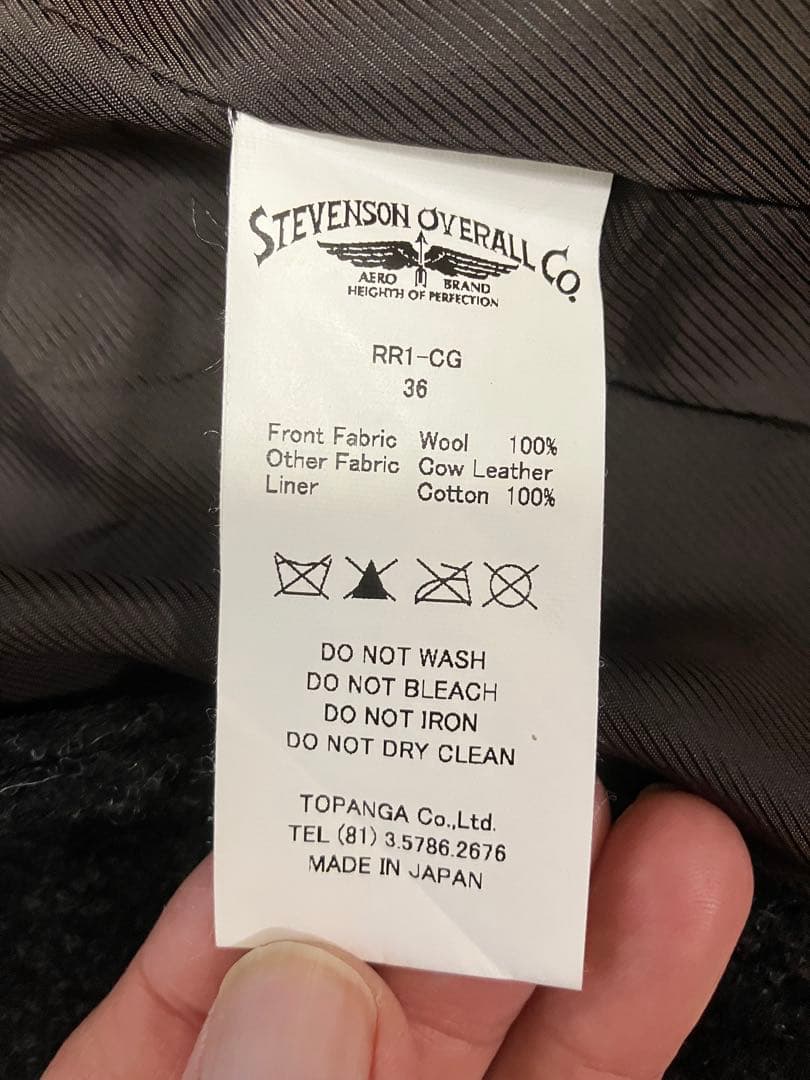 STEVENSON OVERALL CO.
AERO BRAND
HEIGHTH OF PERFECTION
RR1-CG
36
Front Fabric Wool 100%
Other Fabric Cow Leather
Liner Cotton 100%
DO NOT WASH
DO NOT BLEACH
DO NOT IRON
DO NOT DRY CLEAN
TOPANGA Co.,Ltd.
TEL (81) 3.5786.2676
MADE IN JAPAN